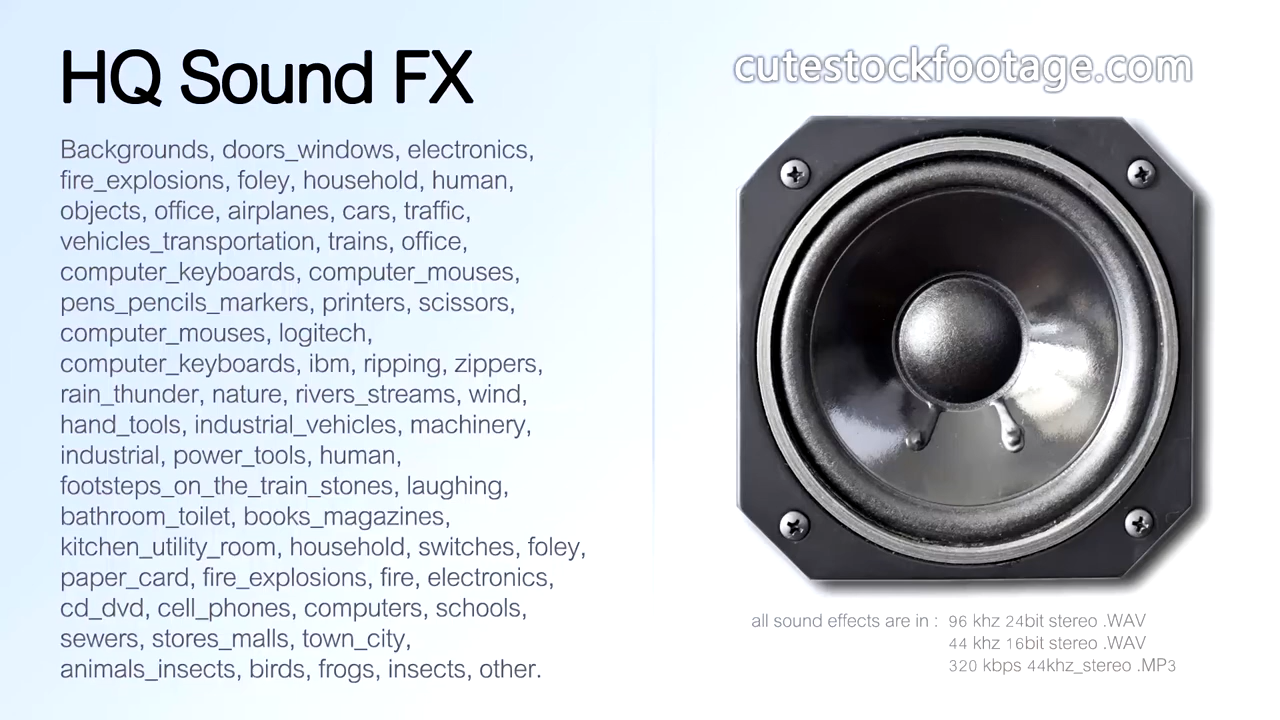 HQ Sound FX
cutestockfootage.com
Backgrounds, doors_windows, electronics,
fire_explosions, foley, household, human,
objects, office, airplanes, cars, traffic,
vehicles_transportation, trains, office,
computer_keyboards, computer_mouses,
pens_pencils_markers, printers, scissors,
computer_mouses, logitech,
computer_keyboards, ibm, ripping, zippers,
rain_thunder, nature, rivers_streams, wind,
hand_tools, industrial_vehicles, machinery,
industrial, power_tools, human,
footsteps_on_the_train_stones, laughing,
bathroom_toilet, books_magazines,
kitchen_utility_room, household, switches, foley,
paper_card, fire_explosions, fire, electronics,
cd_dvd, cell_phones, computers, schools,
sewers, stores_malls, town_city,
animals_insects, birds, frogs, insects, other.
all sound effects are in : 96 khz 24bit stereo .WAV
44 khz 16bit stereo .WAV
320 kbps 44khz_stereo .MP3